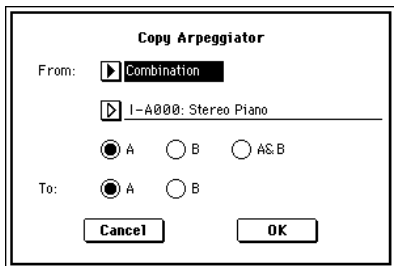 Copy Arpeggiator
From: Combination
I-A000: Stereo Piano
A B A&B
To: A B
Cancel OK